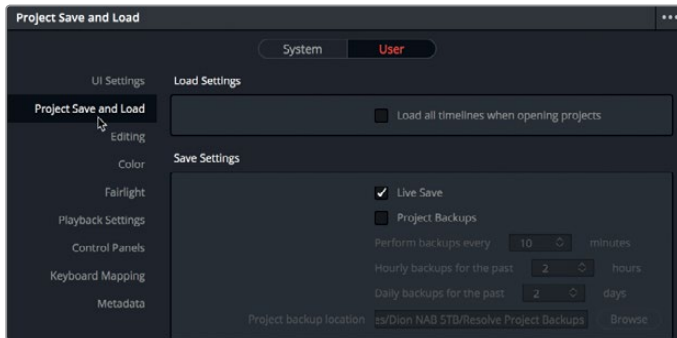 Project Save and Load
System User
UI Settings
Load Settings
Project Save and Load
Load all timelines when opening projects
Editing
Color
Save Settings
Fairlight
Live Save
Playback Settings
Project Backups
Control Panels
Perform backups every 10 minutes
Keyboard Mapping
Hourly backups for the past 2 hours
Metadata
Daily backups for the past 2 days
Project backup location es/Dion NAB STB/Resolve Project Backups Browse